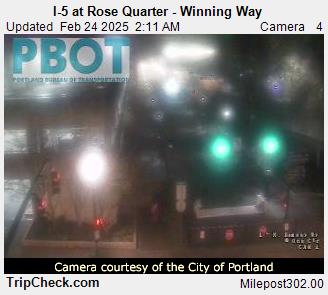 I-5 at Rose Quarter - Winning Way
Updated Feb 24 2025 2:11 AM Camera 4
PBOT
PORTLAND BUREAU OF TRANSPORTATION
Camera courtesy of the City of Portland
TripCheck.com Milepost302.00